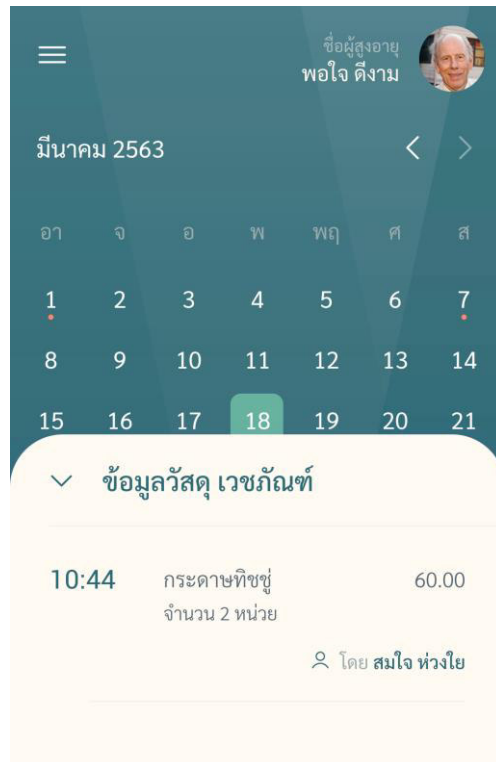 ชื่อผู้สูงอายุ
พอใจ ดีงาม
มีนาคม 2563
อา จ อ พ พฤ ศ ส
1 2 3 4 5 6 7
8 9 10 11 12 13 14
15 16 17 18 19 20 21
ข้อมูลวัสดุ เวชภัณฑ์
10:44 กระดาษทิชชู่ 60.00
จำนวน 2 หน่วย
โดย สมใจ ห่วงใย